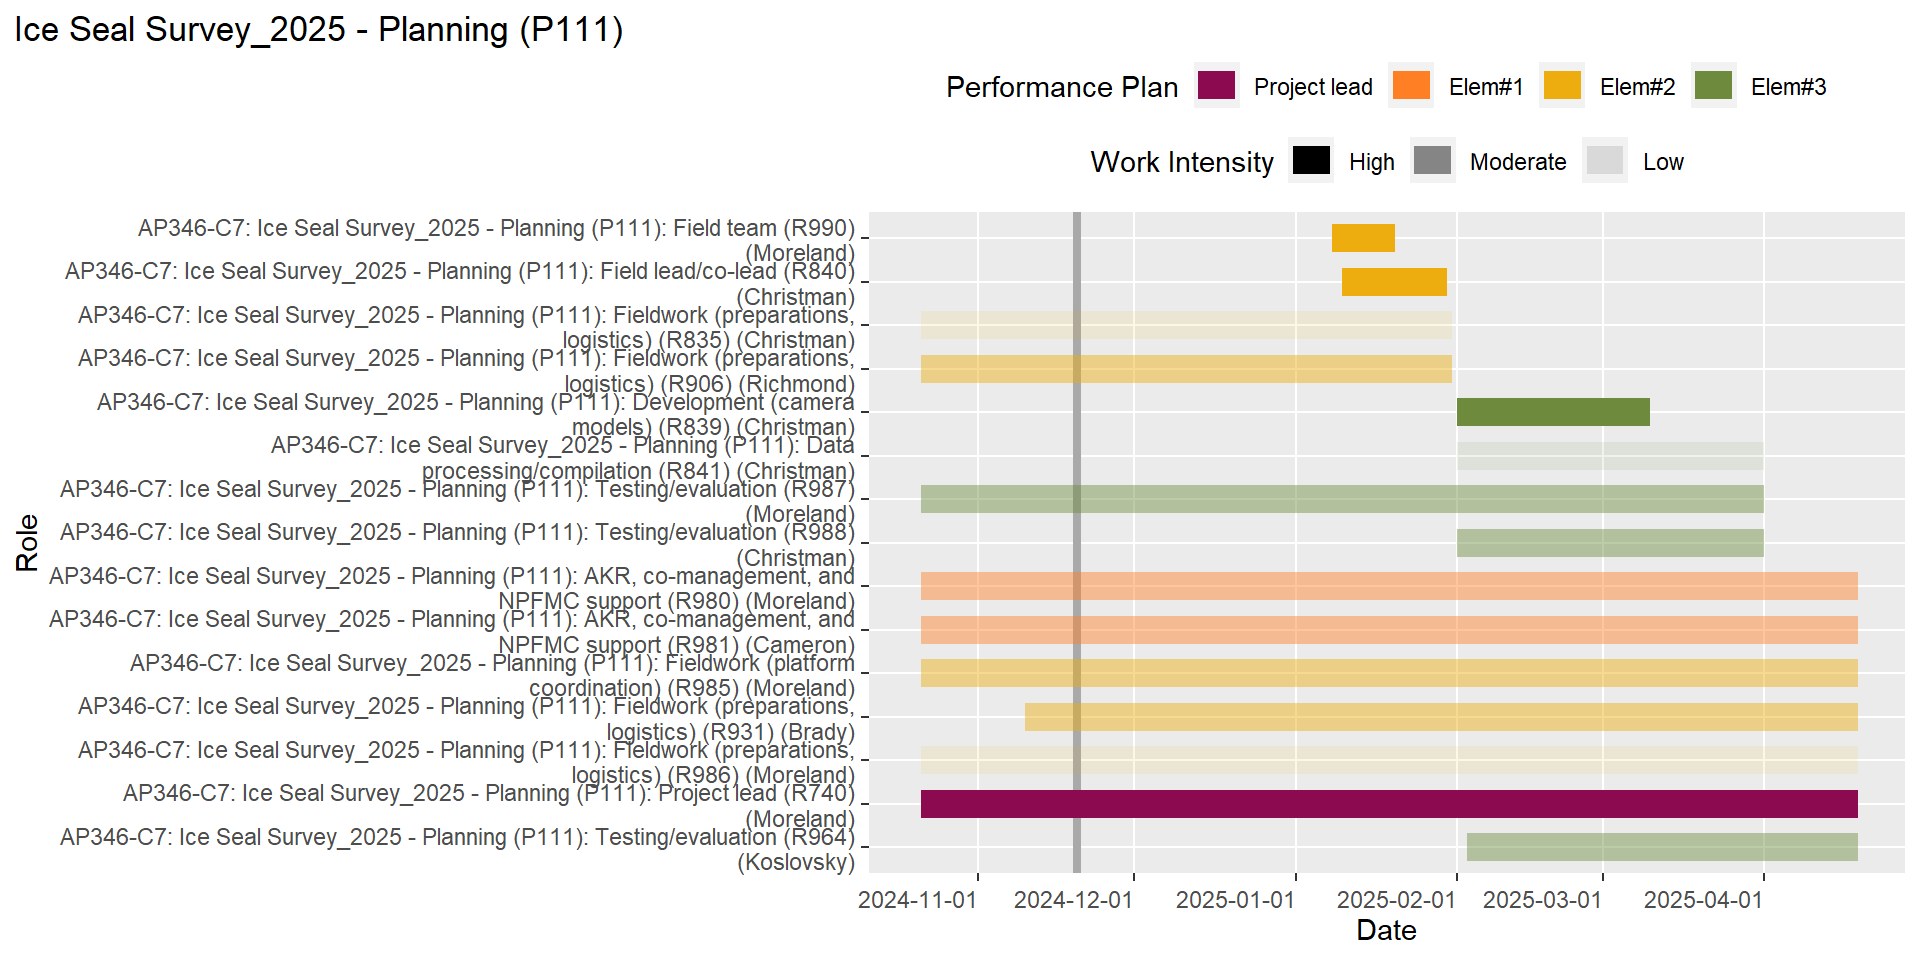 Ice Seal Survey_2025 - Planning (P111)
Performance Plan Project lead Elem#1 Elem#2 Elem#3
Work Intensity High Moderate Low
AP346-C7: Ice Seal Survey_2025 - Planning (P111): Field team (R990)
(Moreland)
AP346-C7: Ice Seal Survey_2025 - Planning (P111): Field lead/co-lead (R840)
(Christman)
AP346-C7: Ice Seal Survey_2025 - Planning (P111): Fieldwork (preparations,
logistics) (R835) (Christman)
AP346-C7: Ice Seal Survey_2025 - Planning (P111): Fieldwork (preparations,
logistics) (R906) (Richmond)
AP346-C7: Ice Seal Survey_2025 - Planning (P111): Development (camera
models) (R839) (Christman)
AP346-C7: Ice Seal Survey_2025 - Planning (P111): Data
processing/compilation (R841) (Christman)
AP346-C7: Ice Seal Survey_2025 - Planning (P111): Testing/evaluation (R987)
(Moreland)
AP346-C7: Ice Seal Survey_2025 - Planning (P111): Testing/evaluation (R988)
(Christman)
AP346-C7: Ice Seal Survey_2025 - Planning (P111): AKR, co-management, and
NPFMC support (R980) (Moreland)
AP346-C7: Ice Seal Survey_2025 - Planning (P111): AKR, co-management, and
NPFMC support (R981) (Cameron)
AP346-C7: Ice Seal Survey_2025 - Planning (P111): Fieldwork (platform
coordination) (R985) (Moreland)
AP346-C7: Ice Seal Survey_2025 - Planning (P111): Fieldwork (preparations,
logistics) (R931) (Brady)
AP346-C7: Ice Seal Survey_2025 - Planning (P111): Fieldwork (preparations,
logistics) (R986) (Moreland)
AP346-C7: Ice Seal Survey_2025 - Planning (P111): Project lead (R740)
(Moreland)
AP346-C7: Ice Seal Survey_2025 - Planning (P111): Testing/evaluation (R964)
(Koslovsky)
Role
2024-11-01 2024-12-01 2025-01-01 2025-02-01 2025-03-01 2025-04-01
Date